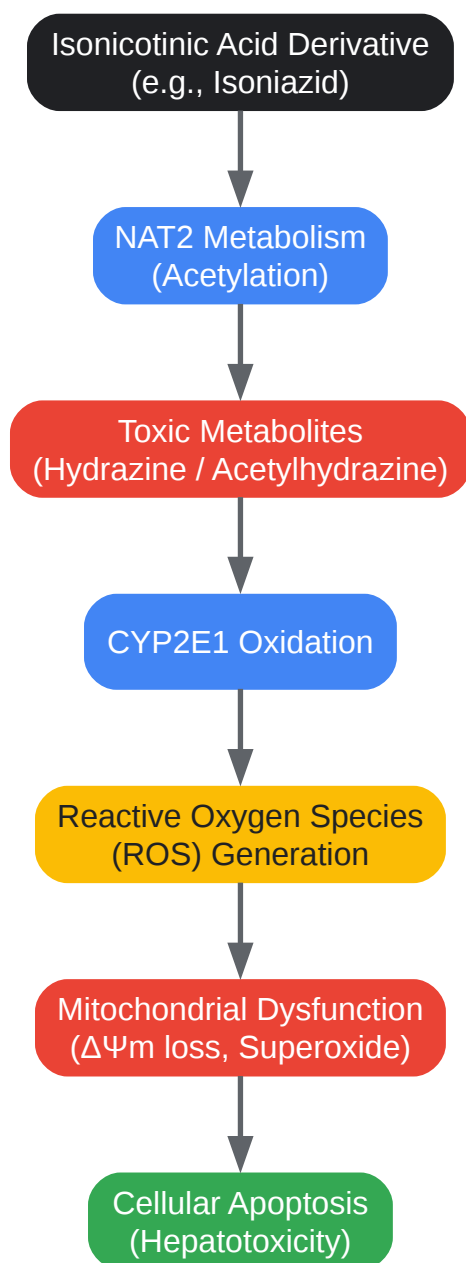 Isonicotinic Acid Derivative
(e.g., Isoniazid)
NAT2 Metabolism
(Acetylation)
Toxic Metabolites
(Hydrazine / Acetylhydrazine)
CYP2E1 Oxidation
Reactive Oxygen Species
(ROS) Generation
Mitochondrial Dysfunction
(ΔΨm loss, Superoxide)
Cellular Apoptosis
(Hepatotoxicity)